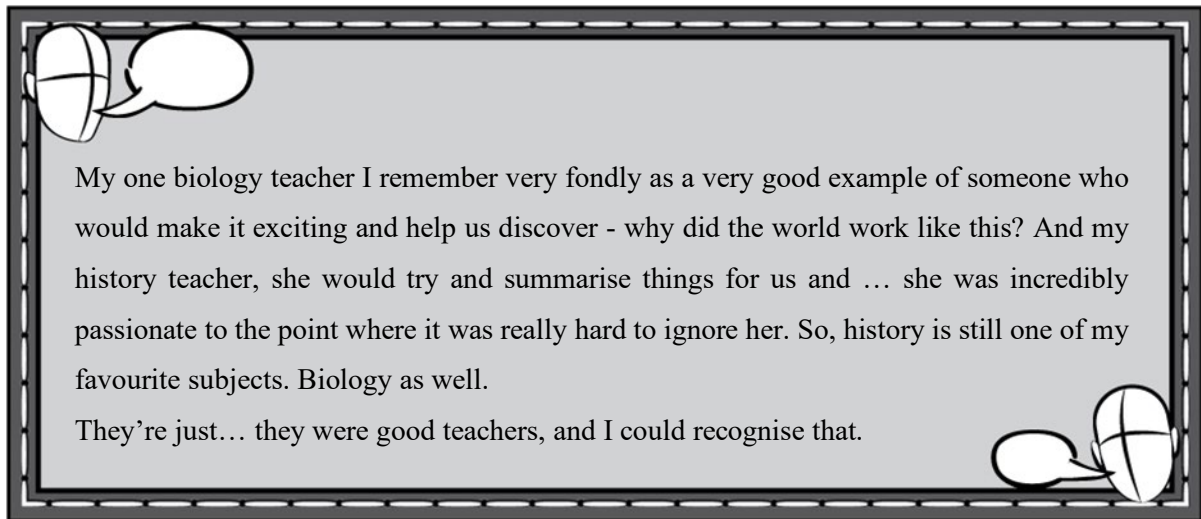 My one biology teacher I remember very fondly as a very good example of someone who
would make it exciting and help us discover - why did the world work like this? And my
history teacher, she would try and summarise things for us and … she was incredibly
passionate to the point where it was really hard to ignore her. So, history is still one of my
favourite subjects. Biology as well.
They’re just… they were good teachers, and I could recognise that.